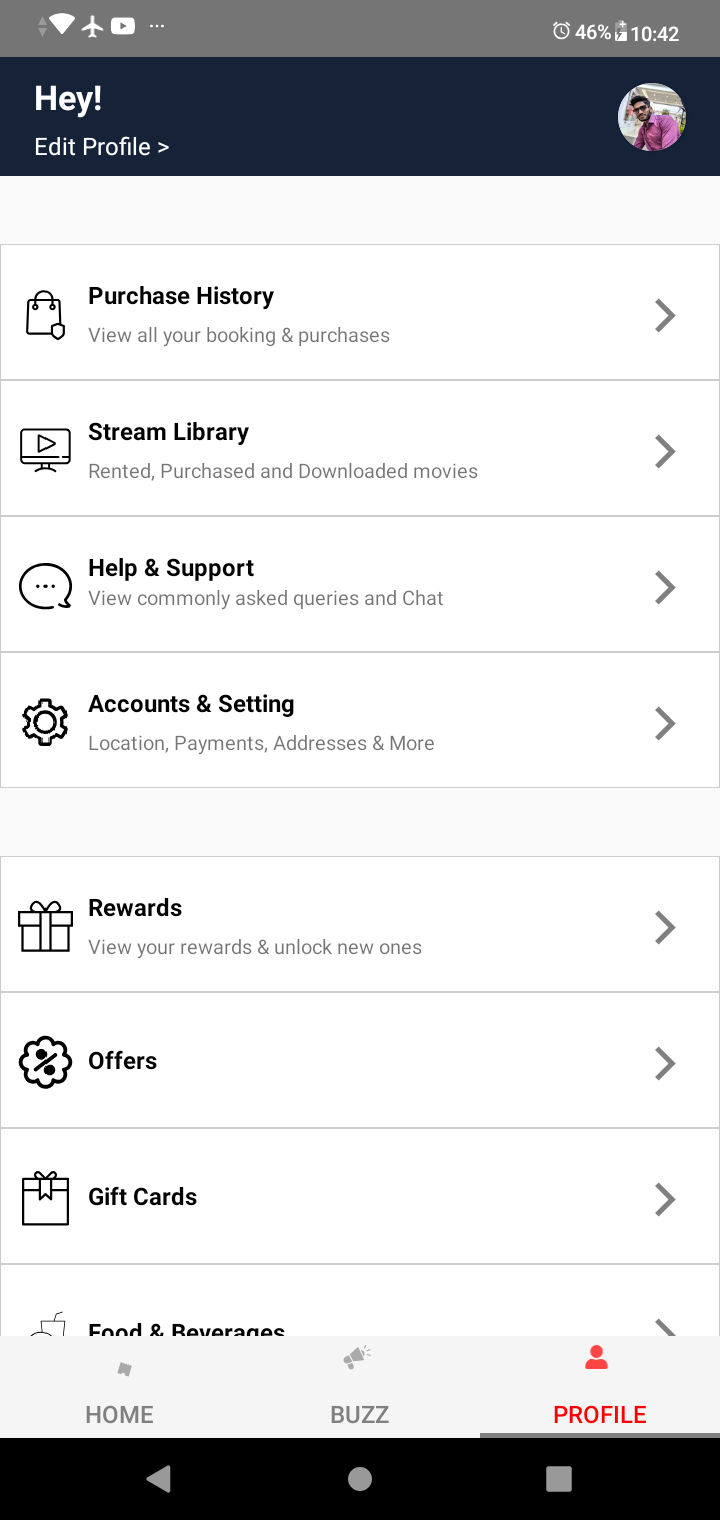 46% 10:42
Hey!
Edit Profile >
Purchase History
View all your booking & purchases
Stream Library
Rented, Purchased and Downloaded movies
Help & Support
View commonly asked queries and Chat
Accounts & Setting
Location, Payments, Addresses & More
Rewards
View your rewards & unlock new ones
Offers
Gift Cards
Food & Beverages
HOME
BUZZ
PROFILE